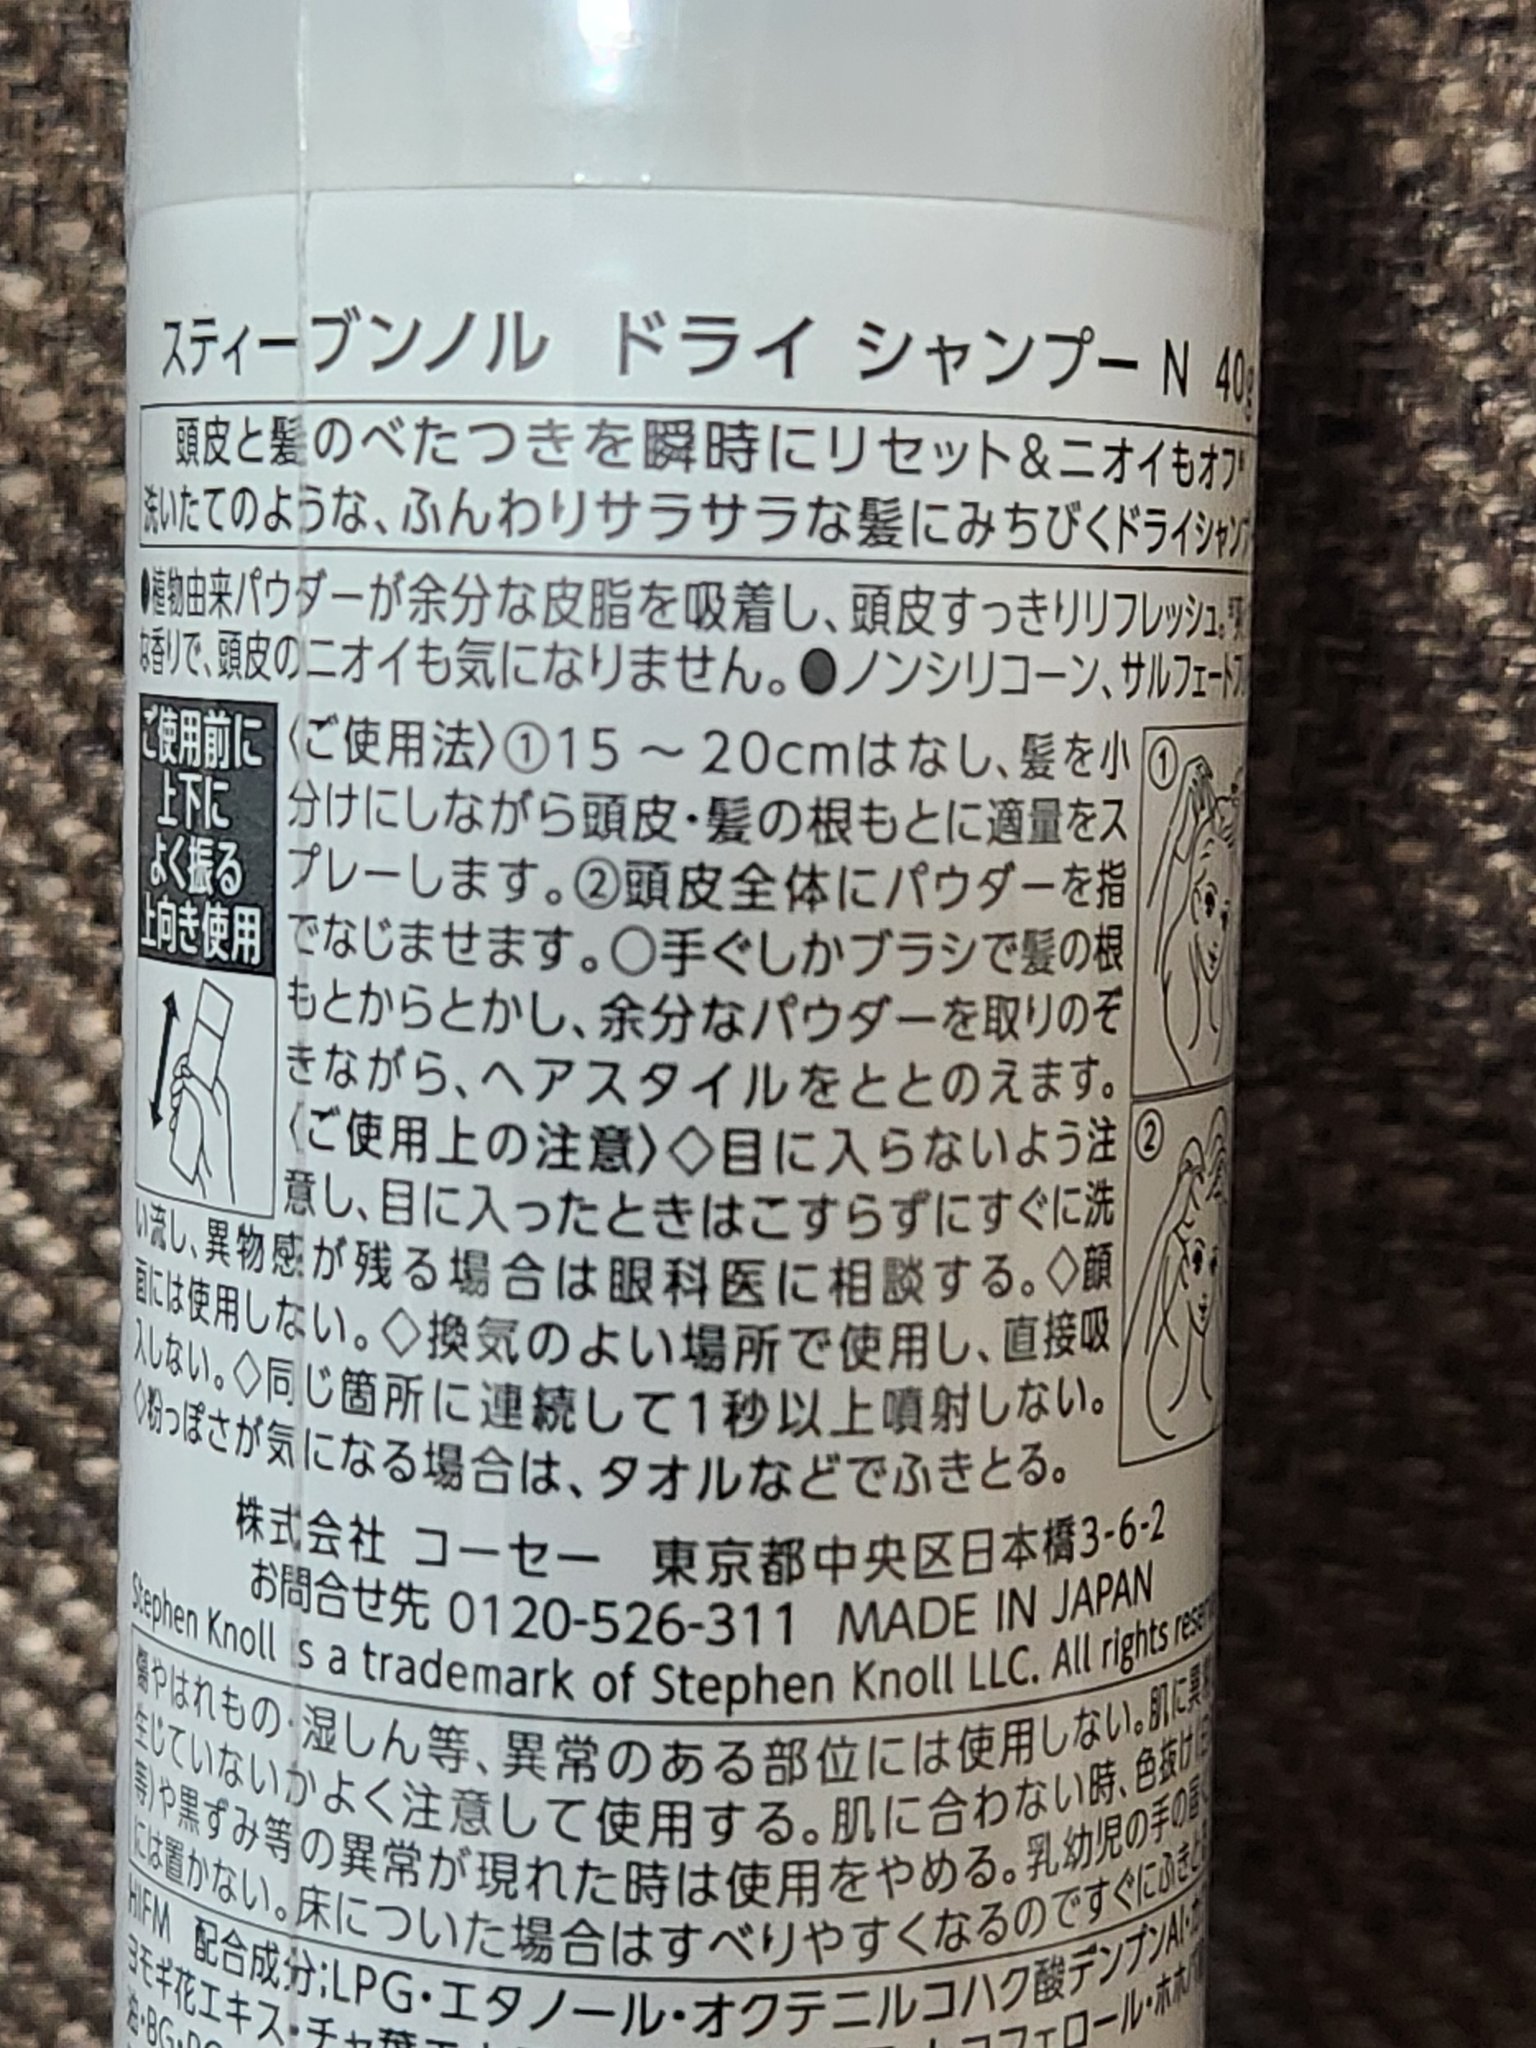 スティーブンノル ドライ シャンプー N 40g
頭皮と髪のべたつきを瞬時にリセット&ニオイもオフ
洗いたてのような、ふんわりサラサラな髪にみちびくドライシャンプ
●植物由来パウダーが余分な皮脂を吸着し、頭皮すっきりリフレッシュ。
な香りで、頭皮のニオイも気になりません。●ノンシリコーン、サルフェートフ
ご使用前に
上下に
よく振る
上向き使用
〈ご使用法〉①15～20cmはなし、髪を小
分けにしながら頭皮・髪の根もとに適量をス
プレーします。②頭皮全体にパウダーを指
でなじませます。○手ぐしかブラシで髪の根
もとからとかし、余分なパウダーを取りのぞ
きながら、ヘアスタイルをととのえます。
①
②
〈ご使用上の注意〉◇目に入らないよう注
意し、目に入ったときはこすらずにすぐに洗
い流し、異物感が残る場合は眼科医に相談する。◇顔
面には使用しない。◇換気のよい場所で使用し、直接吸
入しない。◇同じ箇所に連続して1秒以上噴射しない。
◇粉っぽさが気になる場合は、タオルなどでふきとる。
株式会社 コーセー 東京都中央区日本橋3-6-2
お問合せ先 0120-526-311 MADE IN JAPAN
Stephen Knoll is a trademark of Stephen Knoll LLC. All rights reser
傷やはれもの・湿しん等、異常のある部位には使用しない。肌に異
生じていないかよく注意して使用する。肌に合わない時、色抜け
等)や黒ずみ等の異常が現れた時は使用をやめる。乳幼児の手の届
には置かない。床についた場合はすべりやすくなるのですぐにふきと
HIFM 配合成分;LPG・エタノール・オクテニルコハク酸デンプンAl・カ
ヨモギ花エキス・チャ葉エ トコフェロール・ホホバ
油・BG・